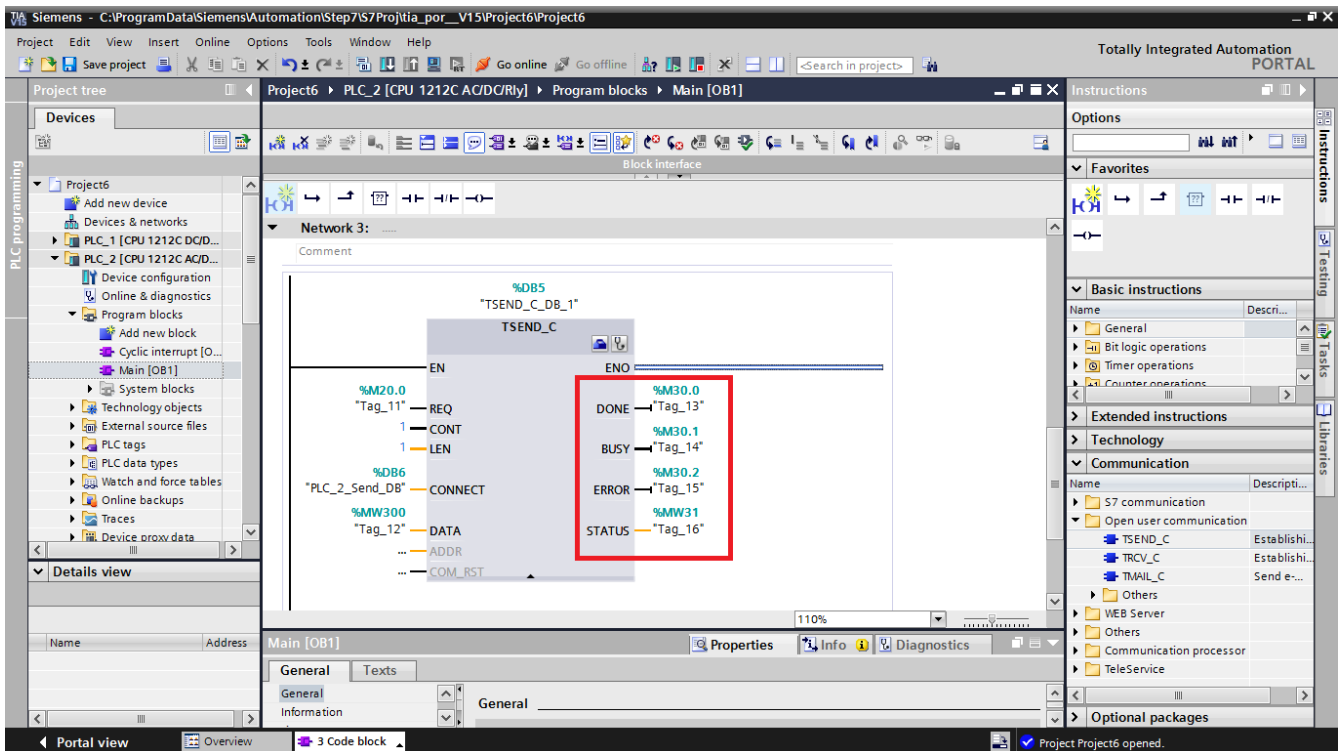 Siemens - C:\ProgramData\Siemens\Automation\Step7\S7Proj\tia_por__V15\Project6\Project6
Project Edit View Insert Online Options Tools Window Help
Totally Integrated Automation
PORTAL
Save project
Go online
Go offline
<Search in project>
Project tree
Project6 PLC_2 [CPU 1212C AC/DC/Rly] Program blocks Main [OB1]
Instructions
Devices
Options
Block interface
PLC programming
Project6
Add new device
Devices & networks
PLC_1 [CPU 1212C DC/D...
PLC_2 [CPU 1212C AC/D...
Device configuration
Online & diagnostics
Program blocks
Add new block
Cyclic interrupt [O...
Main [OB1]
System blocks
Technology objects
External source files
PLC tags
PLC data types
Watch and force tables
Online backups
Traces
Device proxy data
Details view
Name Address
Network 3: .....
Comment
%DB5
"TSEND_C_DB_1"
TSEND_C
EN ENO
%M20.0 %M30.0
"Tag_11" REQ DONE "Tag_13"
1 CONT %M30.1
1 LEN BUSY "Tag_14"
%DB6 %M30.2
"PLC_2_Send_DB" CONNECT ERROR "Tag_15"
%MW300 %MW31
"Tag_12" DATA STATUS "Tag_16"
... ADDR
... COM_RST
110%
Main [OB1]
Properties Info Diagnostics
General Texts
General
Information
General
Favorites
??
Basic instructions
Name Descri...
General
Bit logic operations
Timer operations
Counter operations
Extended instructions
Technology
Communication
Name Descripti...
S7 communication
Open user communication
TSEND_C Establishi...
TRCV_C Establishi...
TMAIL_C Send e-...
Others
WEB Server
Others
Communication processor
TeleService
Optional packages
Instructions
Testing
Tasks
Libraries
Portal view
Overview
3 Code block
Project Project6 opened.